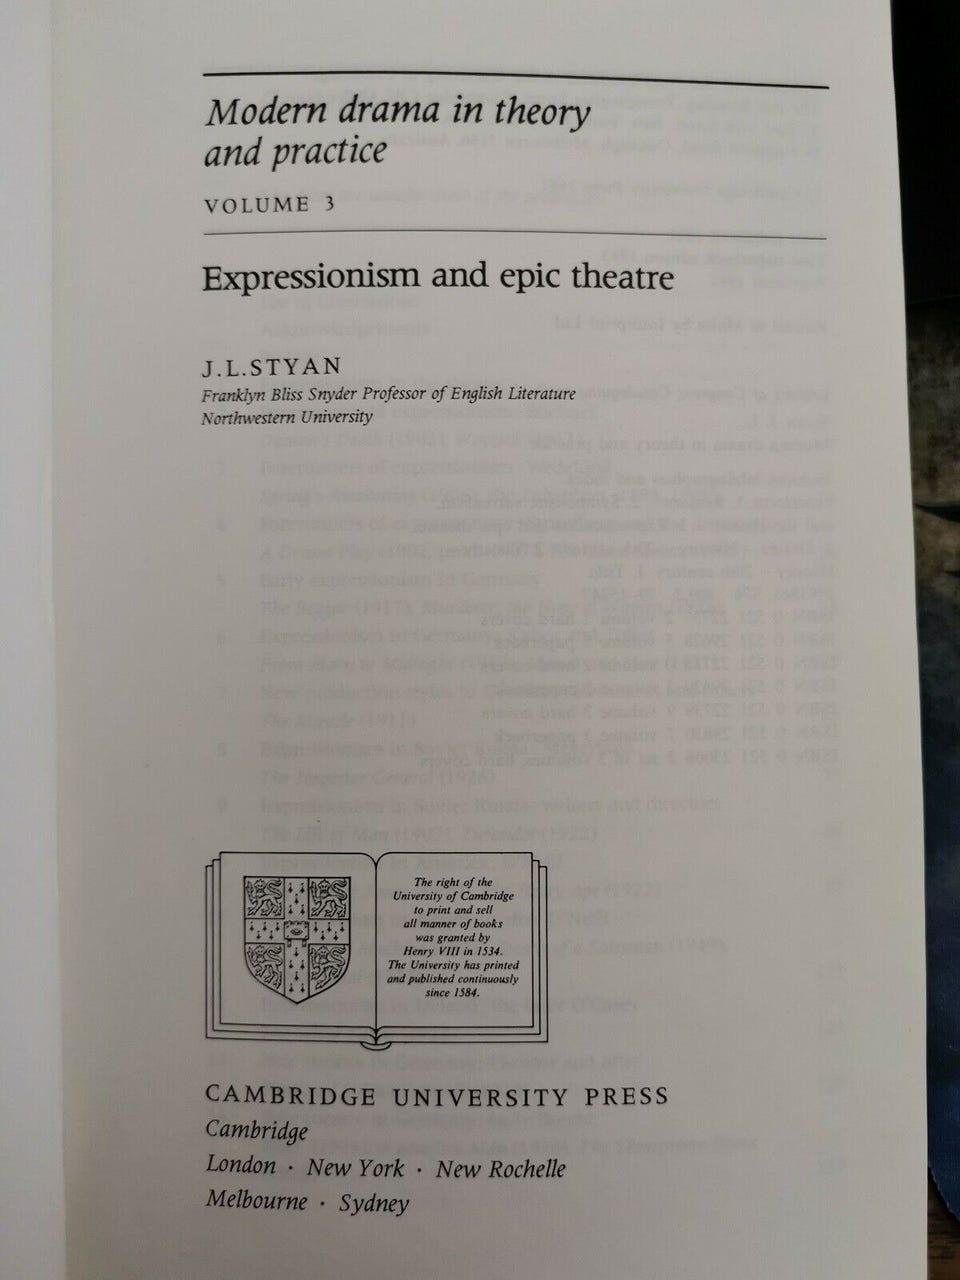 Modern drama in theory
and practice
VOLUME 3
Expressionism and epic theatre
J.L.STYAN
Franklyn Bliss Snyder Professor of English Literature
Northwestern University
The right of the
University of Cambridge
to print and sell
all manner of books
was granted by
Henry VIII in 1534.
The University has printed
and published continuously
since 1584.
CAMBRIDGE UNIVERSITY PRESS
Cambridge
London · New York · New Rochelle
Melbourne · Sydney